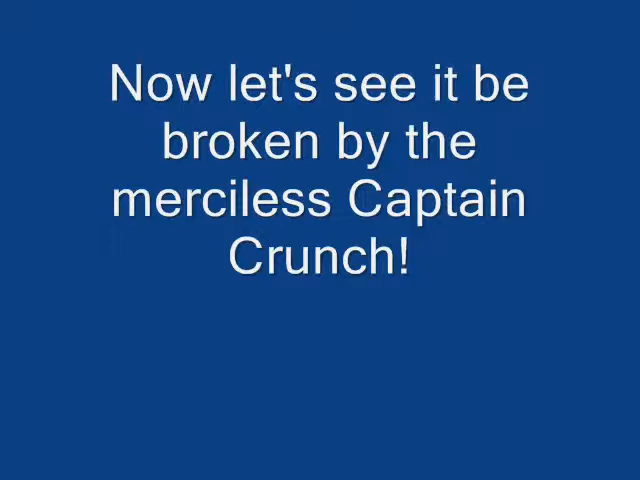 Now let's see it be
broken by the
merciless Captain
Crunch!